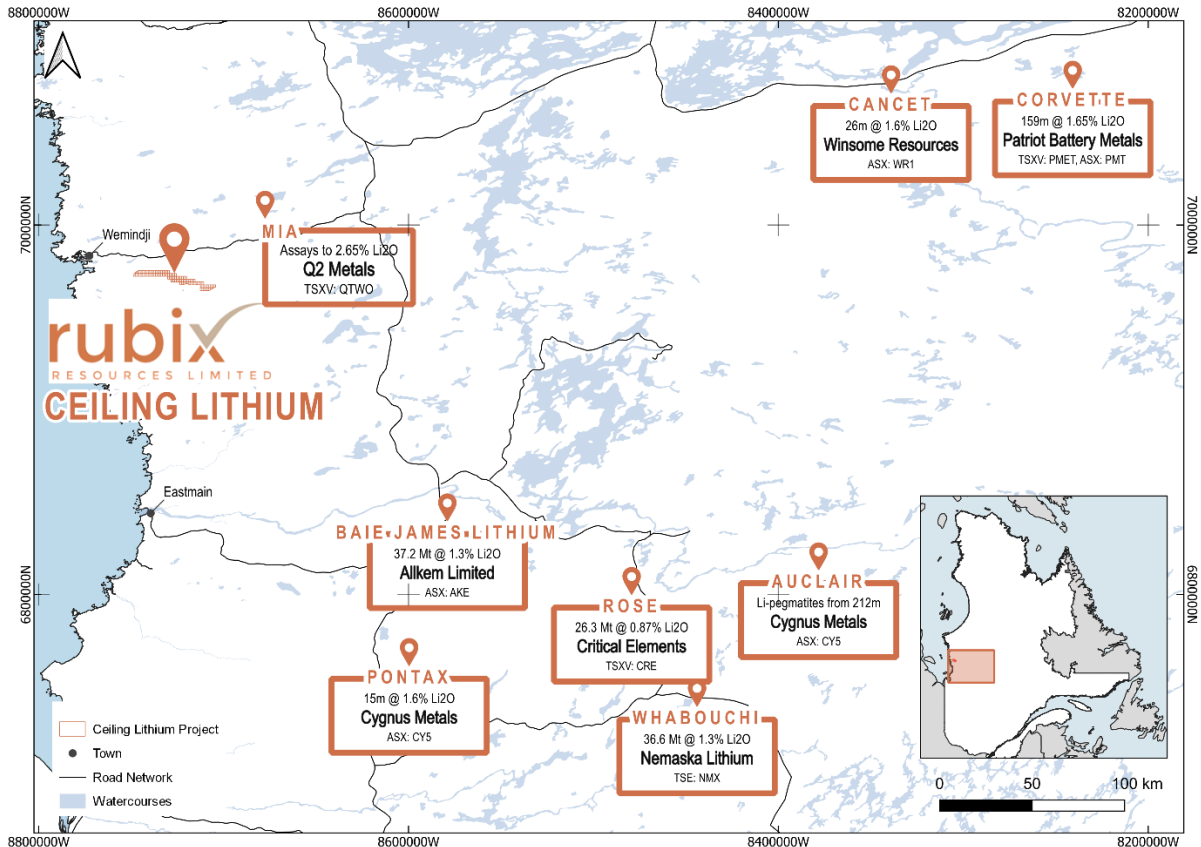 8800000W
8600000W
8400000W
8200000W
CANCET
26m @ 1.6% Li2O
Winsome Resources
ASX: WR1
CORVETTE
159m @ 1.65% Li2O
Patriot Battery Metals
TSXV: PMET, ASX: PMT
7000000N
7000000N
Wemindji
MIA
Assays to 2.65% Li2O
Q2 Metals
TSXV: QTWO
rubix
RESOURCES LIMITED
CEILING LITHIUM
Eastmain
BAIE-JAMES-LITHIUM
37.2 Mt @ 1.3% Li2O
Allkem Limited
ASX: AKE
6800000N
6800000N
ROSE
26.3 Mt @ 0.87% Li2O
Critical Elements
TSXV: CRE
AUCLAIR
Li-pegmatites from 212m
Cygnus Metals
ASX: CY5
PONTAX
15m @ 1.6% Li2O
Cygnus Metals
ASX: CY5
WHABOUCHI
36.6 Mt @ 1.3% Li2O
Nemaska Lithium
TSE: NMX
Ceiling Lithium Project
Town
Road Network
Watercourses
0 50 100 km
8800000W
8600000W
8400000W
8200000W